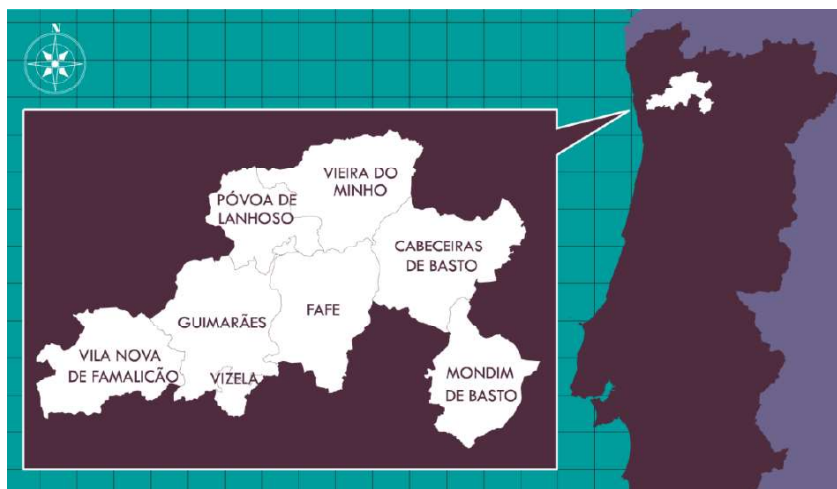 N
VIEIRA DO
MINHO
PÓVOA DE
LANHOSO
CABECEIRAS
DE BASTO
GUIMARÃES
FAFE
VILA NOVA
DE FAMALICÃO
VIZELA
MONDIM
DE BASTO